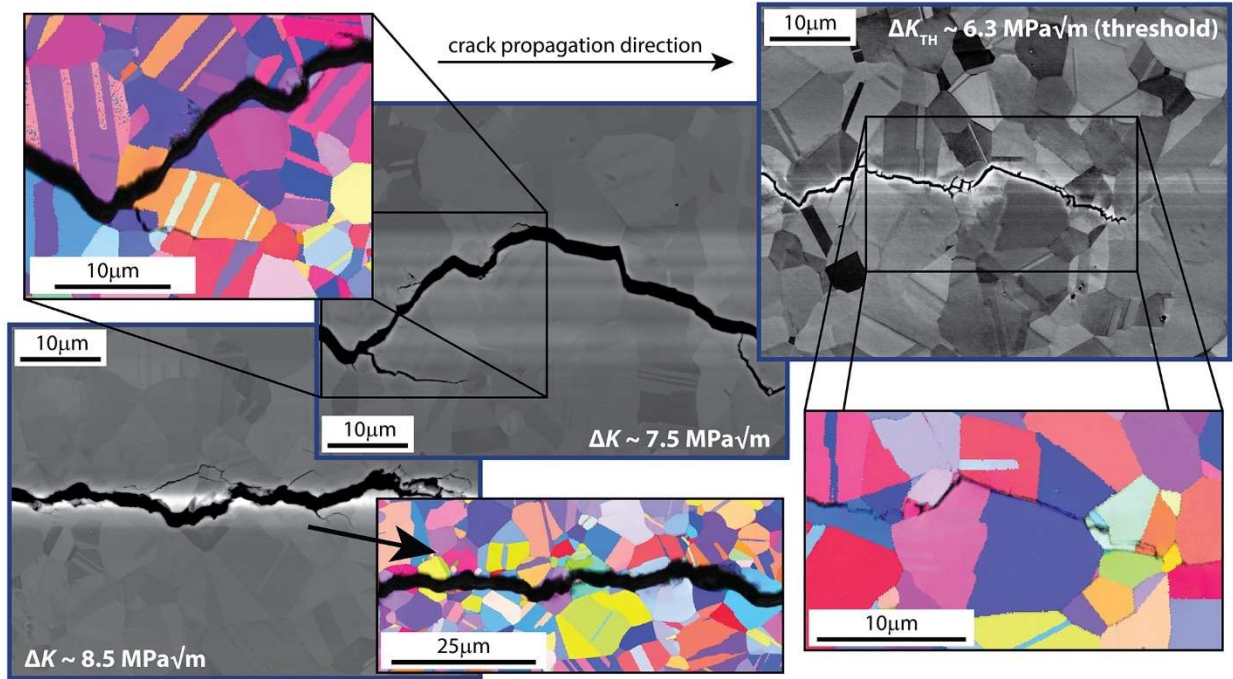 10µm
crack propagation direction
10µm
ΔK_TH ~ 6.3 MPa√m (threshold)
10µm
10µm
10µm
ΔK ~ 7.5 MPa√m
ΔK ~ 8.5 MPa√m
25µm
10µm